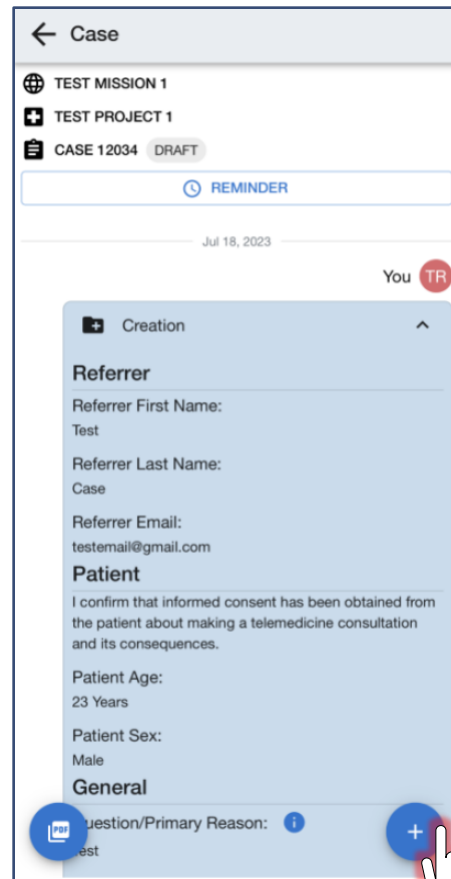 Case
TEST MISSION 1
TEST PROJECT 1
CASE 12034 DRAFT
REMINDER
Jul 18, 2023
You TR
Creation
Referrer
Referrer First Name:
Test
Referrer Last Name:
Case
Referrer Email:
testemail@gmail.com
Patient
I confirm that informed consent has been obtained from
the patient about making a telemedicine consultation
and its consequences.
Patient Age:
23 Years
Patient Sex:
Male
General
uestion/Primary Reason: i
PDF
est